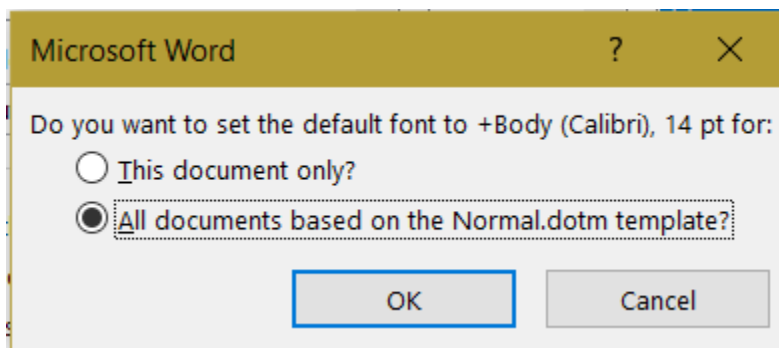 Microsoft Word
Do you want to set the default font to +Body (Calibri), 14 pt for:
This document only?
All documents based on the Normal.dotm template?
OK Cancel